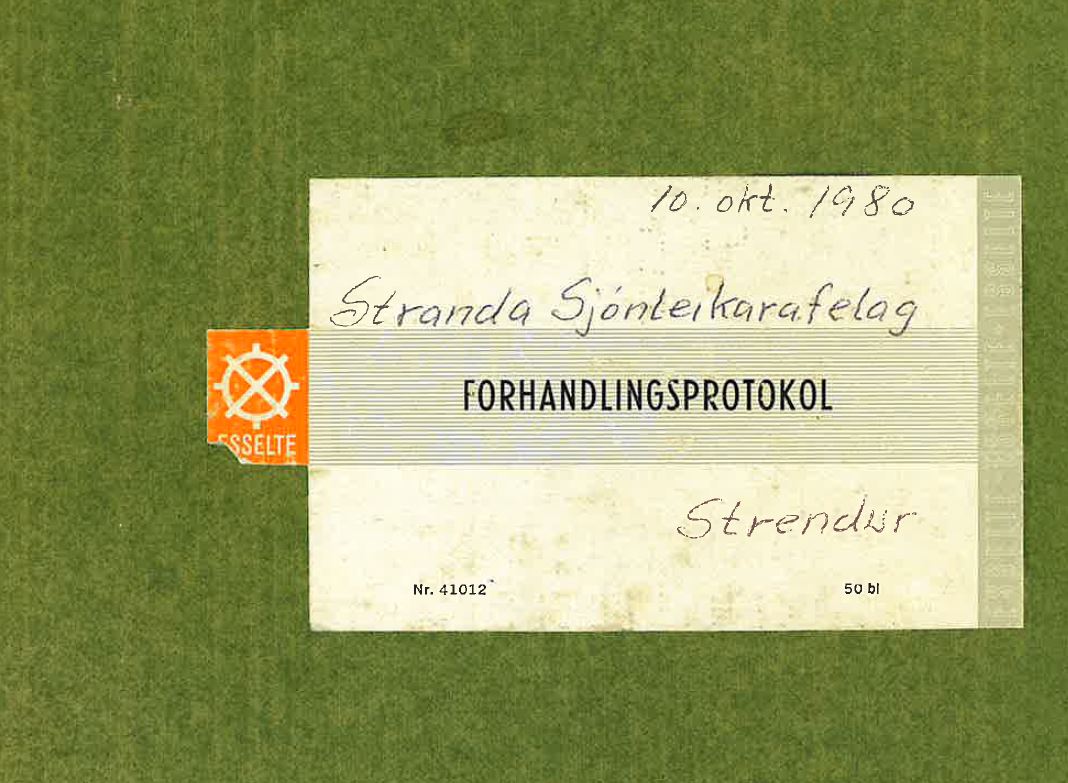 10. okt. 1980
Stranda Sjónleikarafelag
ESSELTE
FORHANDLINGSPROTOKOL
Strendur
Nr. 41012
50 bl